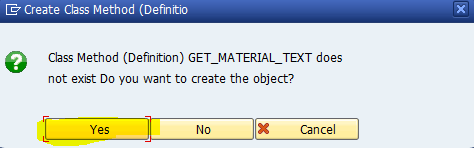 Create Class Method (Definitio
Class Method (Definition) GET_MATERIAL_TEXT does
not exist Do you want to create the object?
Yes No Cancel